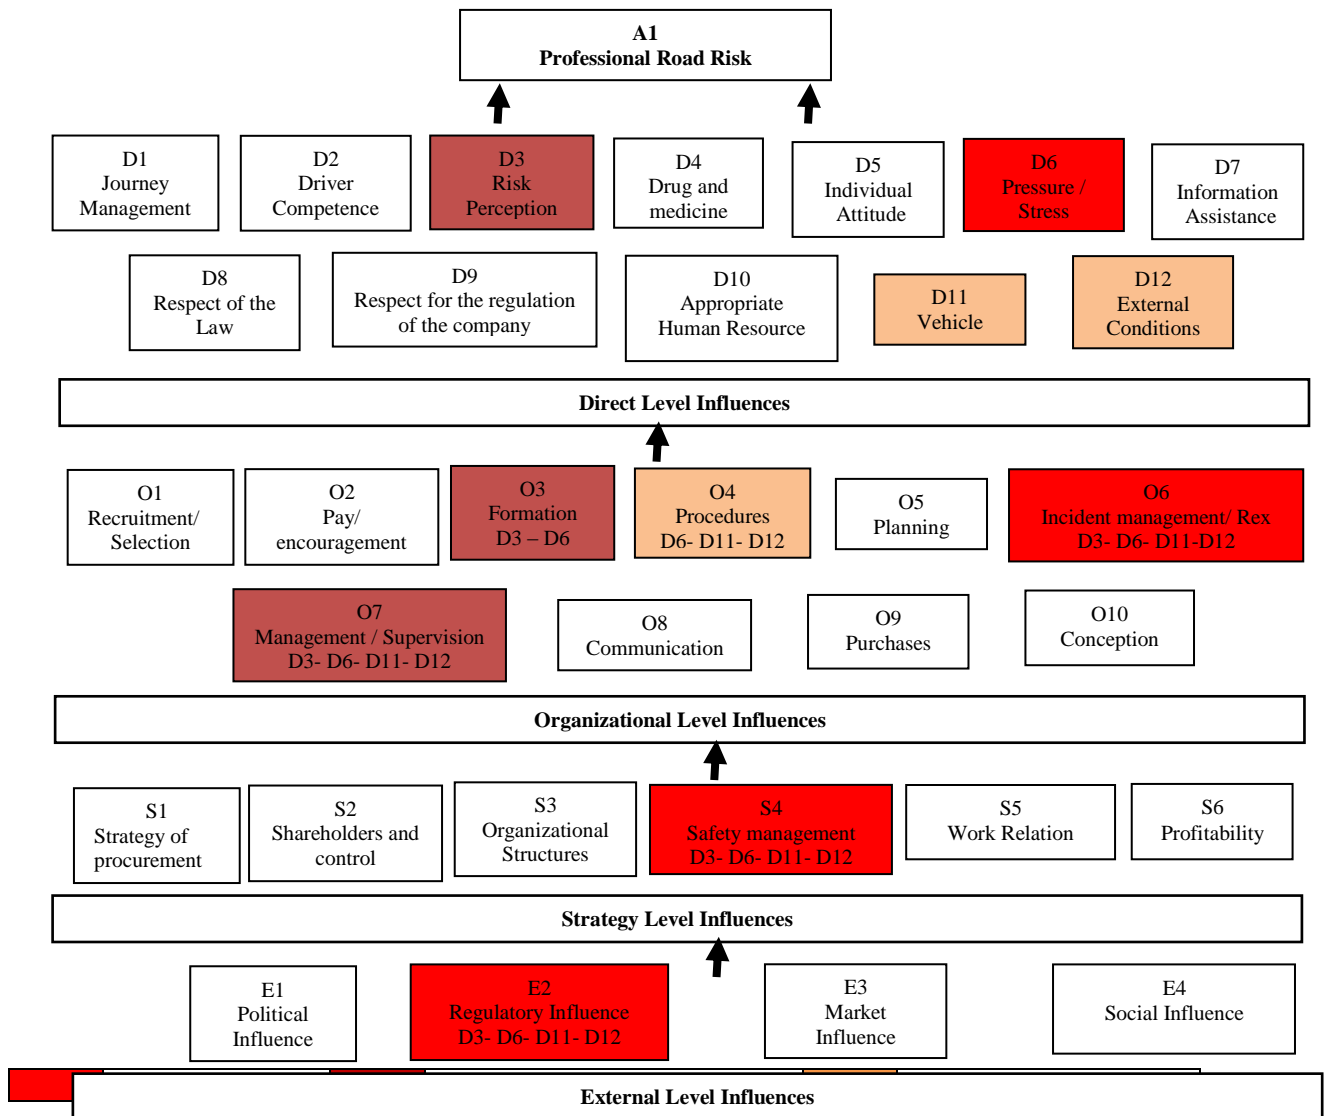 A1
Professional Road Risk
D1
Journey
Management
D2
Driver
Competence
D3
Risk
Perception
D4
Drug and
medicine
D5
Individual
Attitude
D6
Pressure /
Stress
D7
Information
Assistance
D8
Respect of the
Law
D9
Respect for the regulation
of the company
D10
Appropriate
Human Resource
D11
Vehicle
D12
External
Conditions
Direct Level Influences
O1
Recruitment/
Selection
O2
Pay/
encouragement
O3
Formation
D3 – D6
O4
Procedures
D6- D11- D12
O5
Planning
O6
Incident management/ Rex
D3- D6- D11-D12
O7
Management / Supervision
D3- D6- D11- D12
O8
Communication
O9
Purchases
O10
Conception
Organizational Level Influences
S1
Strategy of
procurement
S2
Shareholders and
control
S3
Organizational
Structures
S4
Safety management
D3- D6- D11- D12
S5
Work Relation
S6
Profitability
Strategy Level Influences
E1
Political
Influence
E2
Regulatory Influence
D3- D6- D11- D12
E3
Market
Influence
E4
Social Influence
External Level Influences